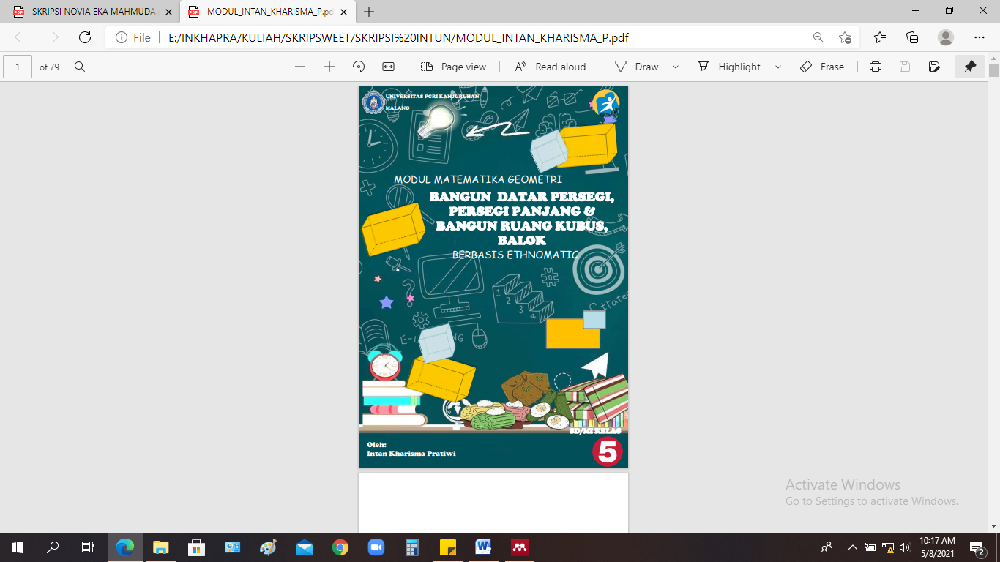 SKRIPSI NOVIA EKA MAHMUDA.
MODUL_INTAN_KHARISMA_P.pd
File
E:/INKHAPRA/KULIAH/SKRIPSWEET/SKRIPSI%20INTUN/MODUL_INTAN_KHARISMA_P.pdf
1 of 79
Page view
Read aloud
Draw
Highlight
Erase
UNIVERSITAS PGRI KANJURUHAN
MALANG
MODUL MATEMATIKA GEOMETRI
BANGUN DATAR PERSEGI,
PERSEGI PANJANG &
BANGUN RUANG KUBUS,
BALOK
BERBASIS ETHNOMATIC
1
2
3
4
SD/MI KELAS
5
Oleh:
Intan Kharisma Pratiwi
Activate Windows
Go to Settings to activate Windows.
10:17 AM
5/8/2021
2